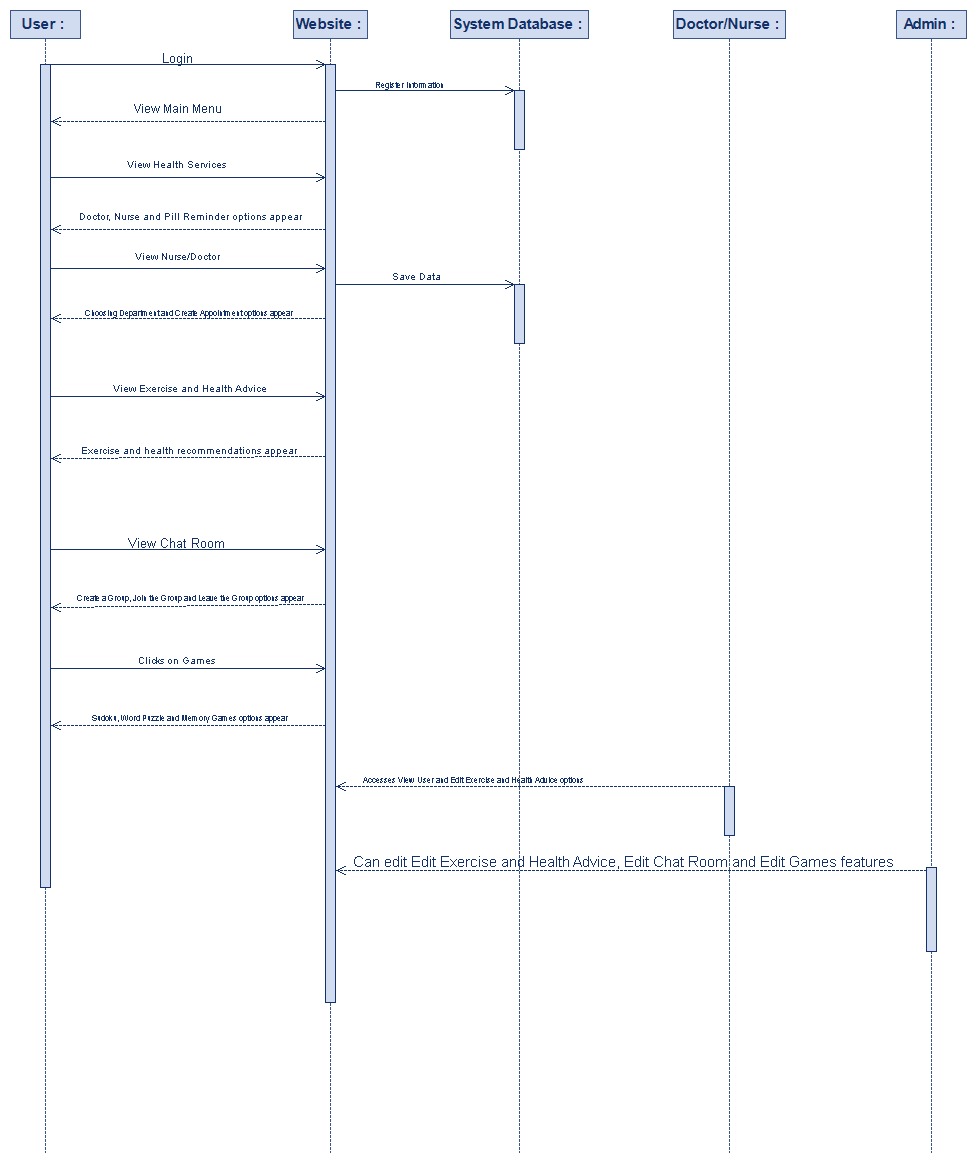 User :
Website :
System Database :
Doctor/Nurse :
Admin :
Login
Register Information
View Main Menu
View Health Services
Doctor, Nurse and Pill Reminder options appear
View Nurse/Doctor
Save Data
Choosing Department and Create Appointment options appear
View Exercise and Health Advice
Exercise and health recommendations appear
View Chat Room
Create a Group, Join the Group and Leave the Group options appear
Clicks on Games
Sudoku, Word Puzzle and Memory Games options appear
Accesses View User and Edit Exercise and Health Advice options
Can edit Edit Exercise and Health Advice, Edit Chat Room and Edit Games features